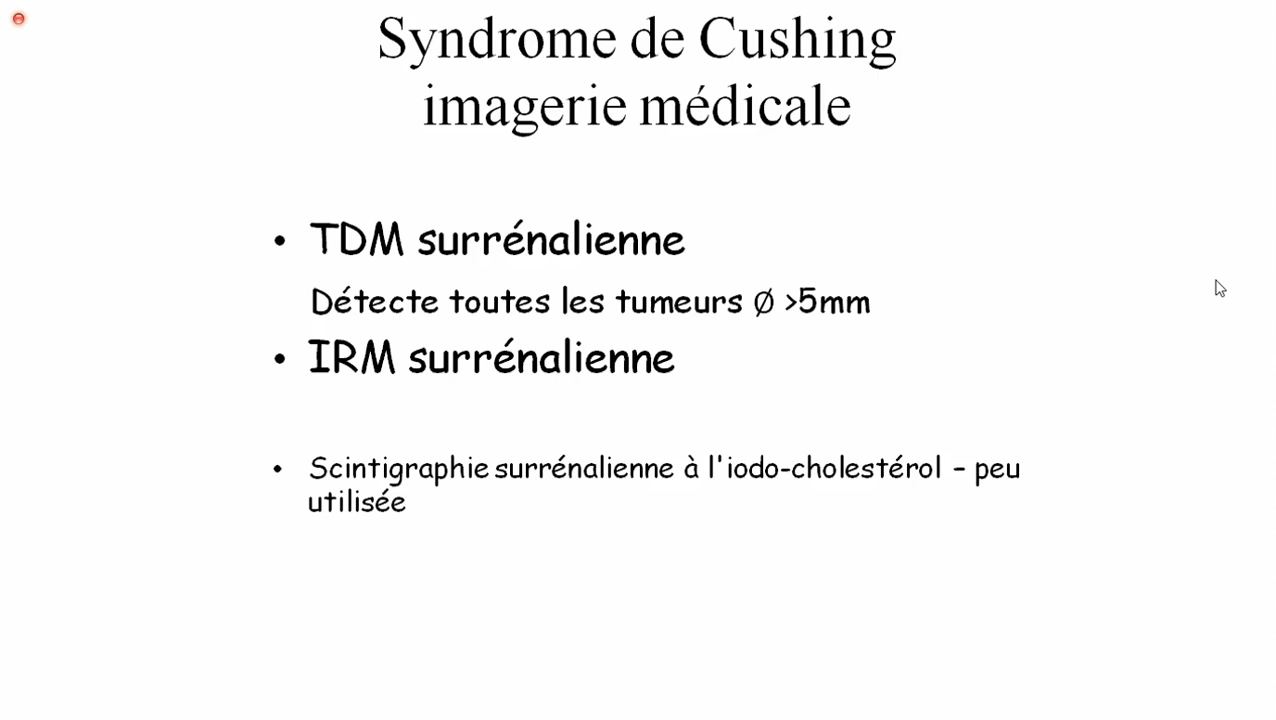 Syndrome de Cushing
imagerie médicale
• TDM surrénalienne
Détecte toutes les tumeurs Ø >5mm
• IRM surrénalienne
• Scintigraphie surrénalienne à l'iodo-cholestérol – peu
utilisée